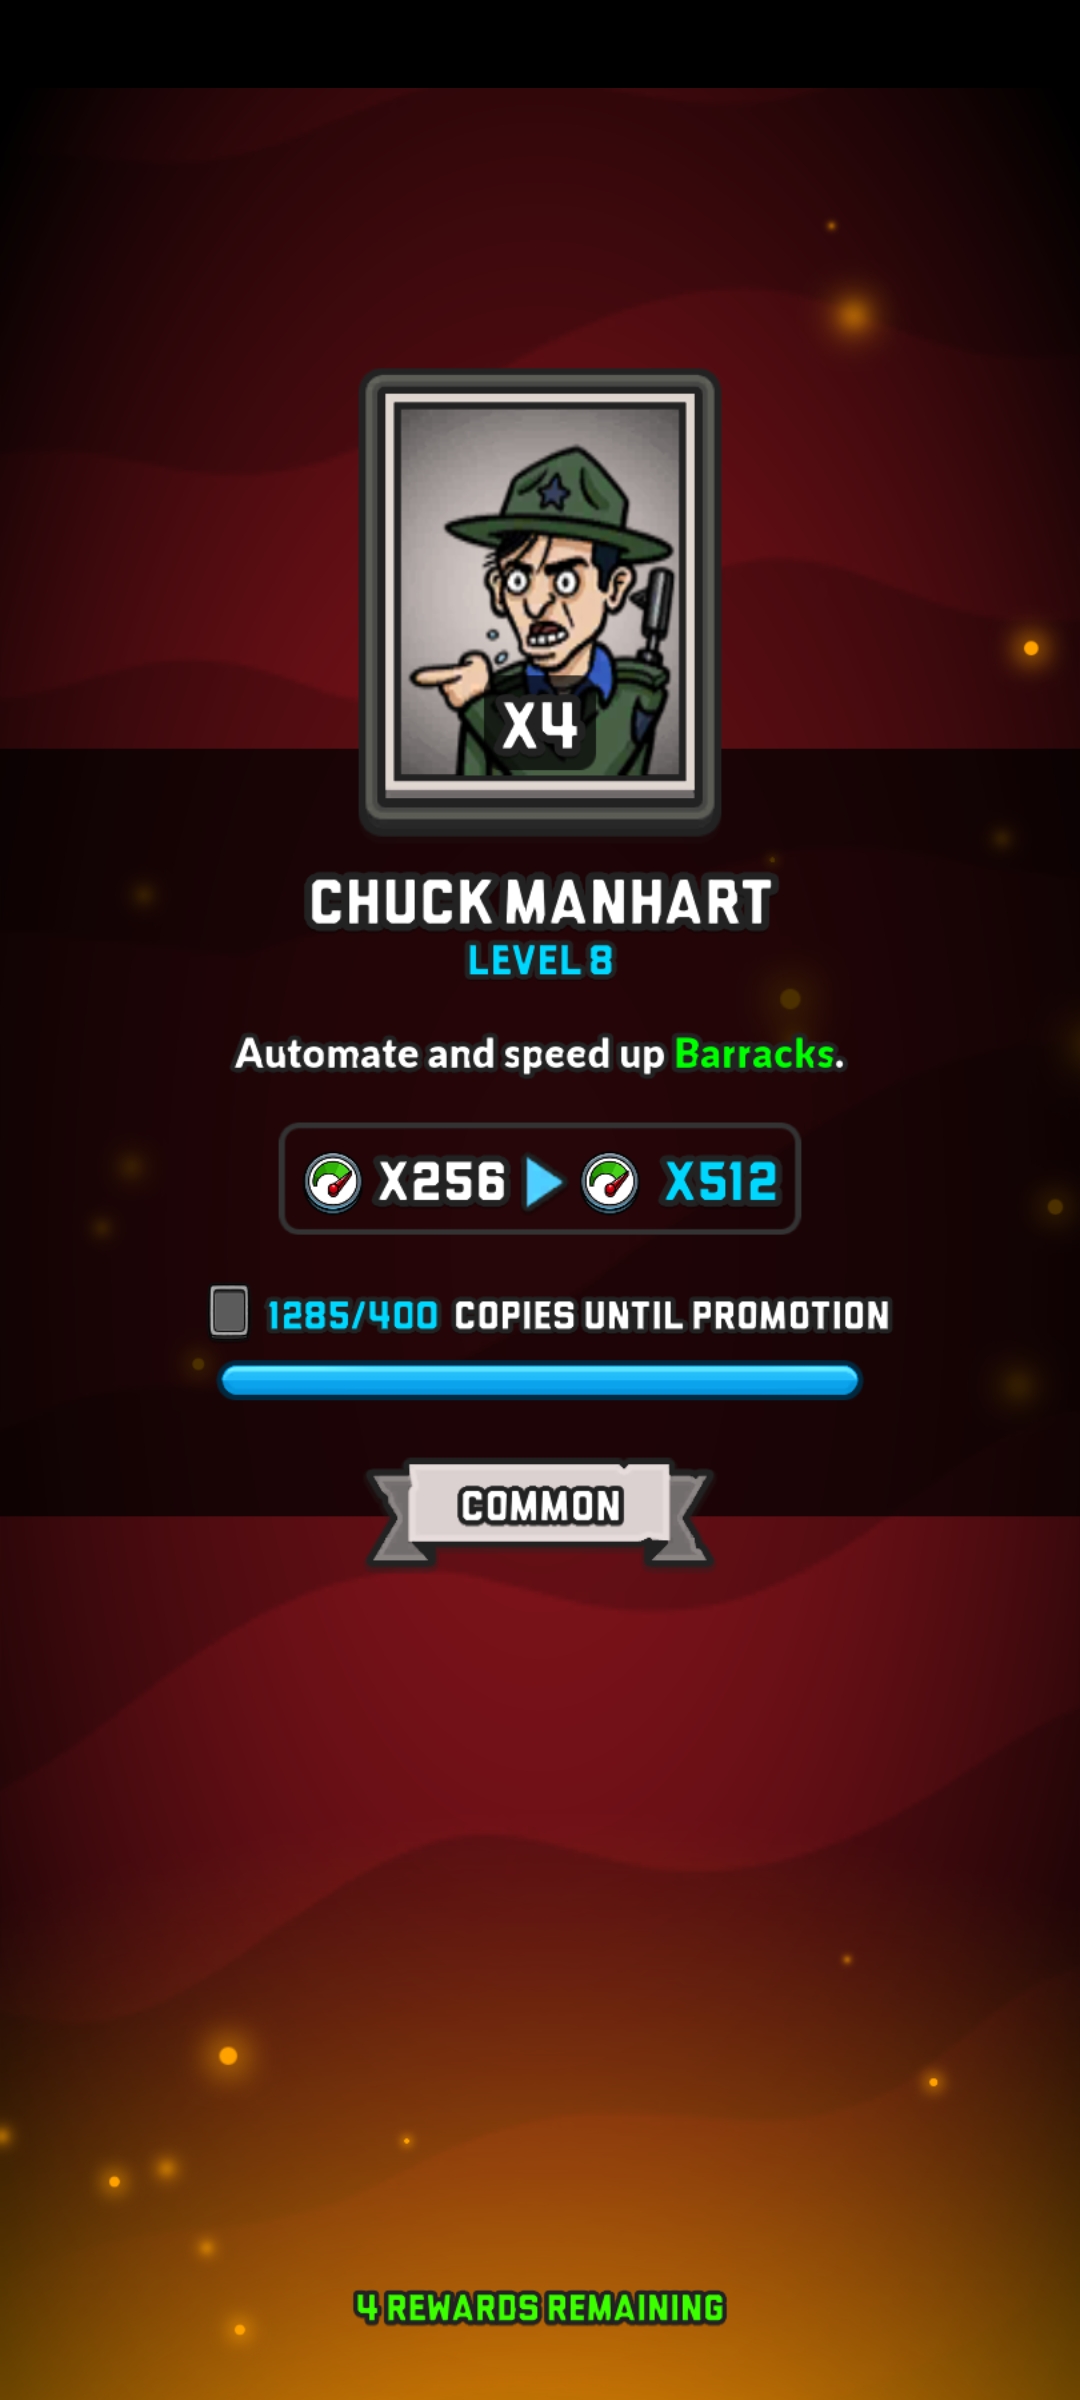 X4
CHUCK MANHART
LEVEL 8
Automate and speed up Barracks.
X256 X512
1285/400 COPIES UNTIL PROMOTION
COMMON
4 REWARDS REMAINING